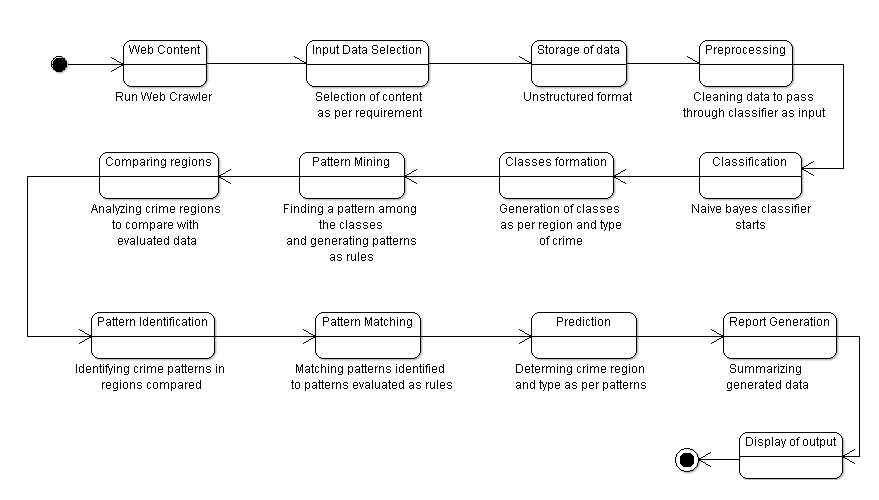 Web Content
Run Web Crawler
Input Data Selection
Selection of content
as per requirement
Storage of data
Unstructured format
Preprocessing
Cleaning data to pass
through classifier as input
Classification
Naive bayes classifier
starts
Classes formation
Generation of classes
as per region and type
of crime
Pattern Mining
Finding a pattern among
the classes
and generating patterns
as rules
Comparing regions
Analyzing crime regions
to compare with
evaluated data
Pattern Identification
Identifying crime patterns in
regions compared
Pattern Matching
Matching patterns identified
to patterns evaluated as rules
Prediction
Determing crime region
and type as per patterns
Report Generation
Summarizing
generated data
Display of output